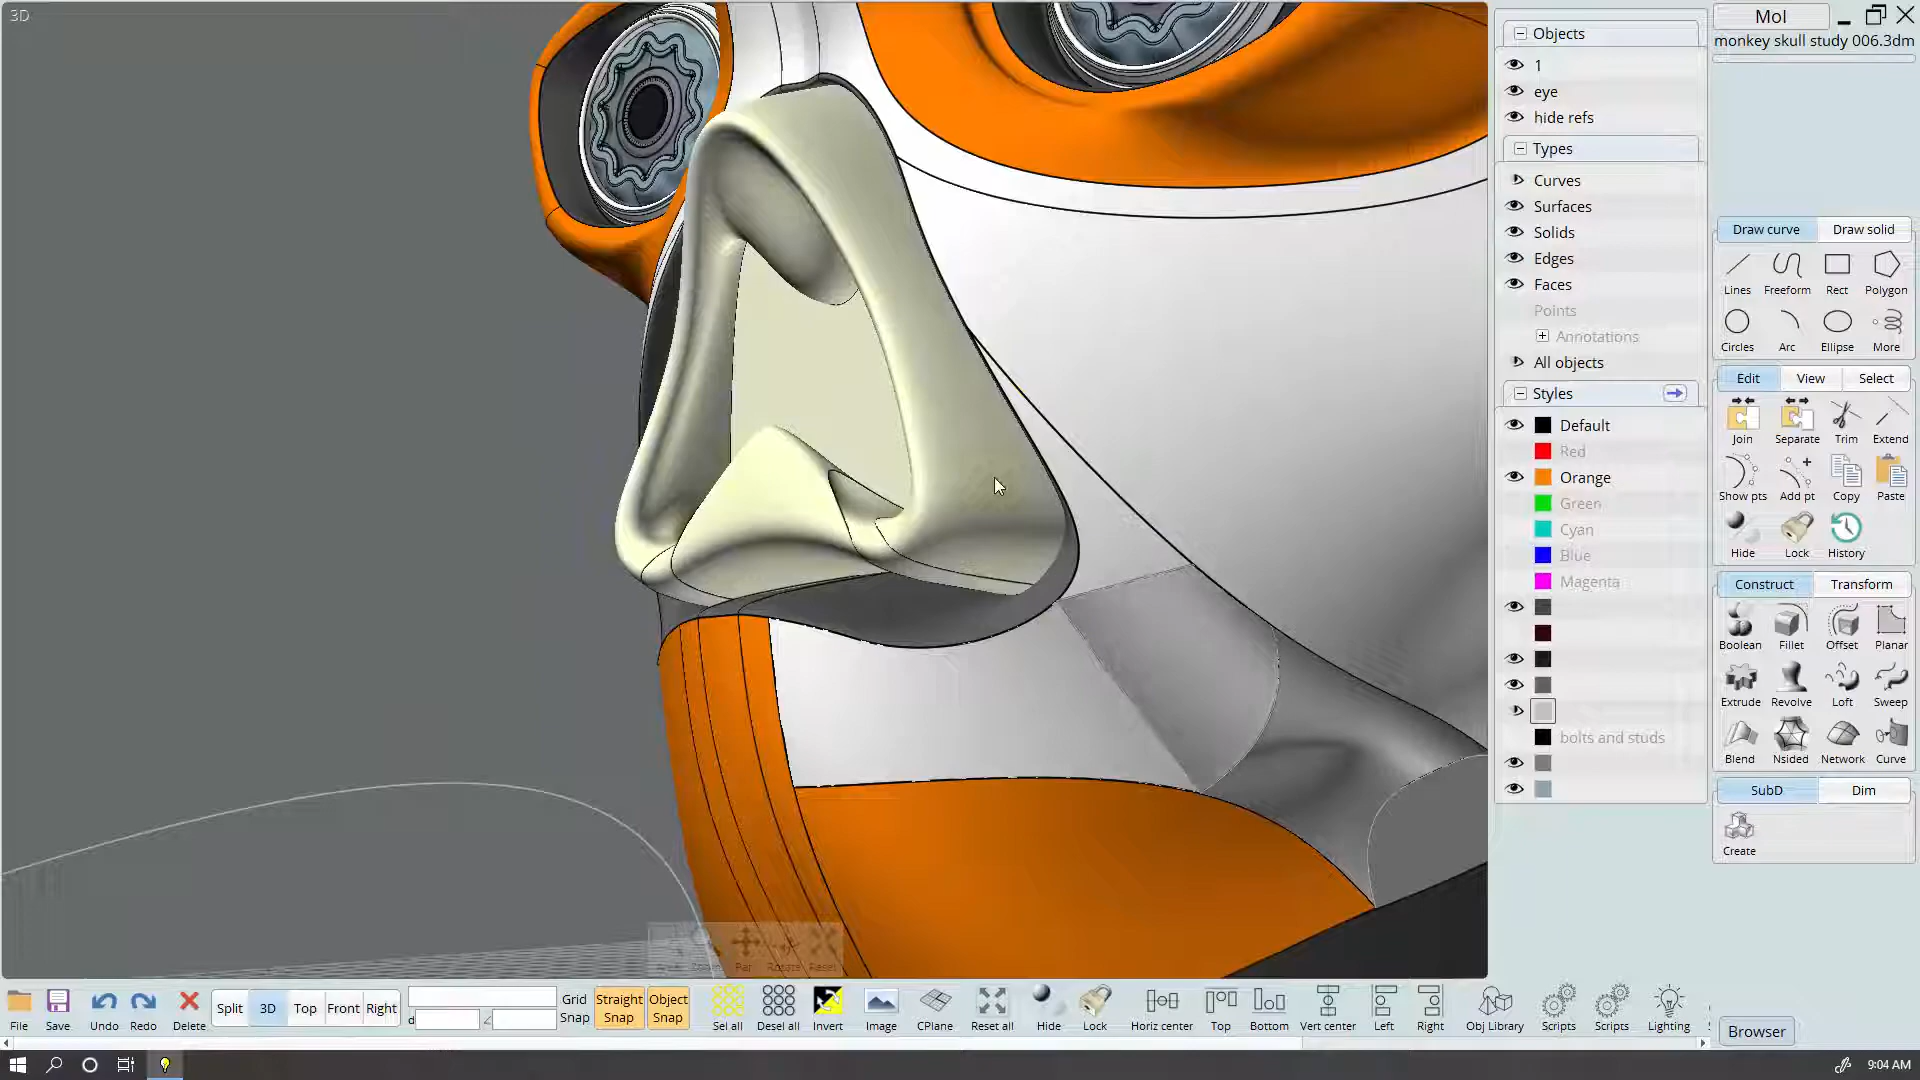 3D
MoI
monkey skull study 006.3dm
Objects
1
eye
hide refs
Types
Curves
Surfaces
Solids
Edges
Faces
Points
Annotations
All objects
Styles
Default
Red
Orange
Green
Cyan
Blue
Magenta
bolts and studs
Draw curve Draw solid
Lines Freeform Rect Polygon
Circles Arc Ellipse More
Edit View Select
Join Separate Trim Extend
Show pts Add pt Copy Paste
Hide Lock History
Construct Transform
Boolean Fillet Offset Planar
Extrude Revolve Loft Sweep
Blend Nsided Network Curve
SubD Dim
Create
Pan Rotate Reset
File Save Undo Redo Delete Split 3D Top Front Right
d
Grid Snap
Straight Snap
Object Snap
Sel all Desel all Invert Image CPlane Reset all Hide Lock Horiz center Top Bottom Vert center Left Right Obj Library Scripts Scripts Lighting
Browser
9:04 AM